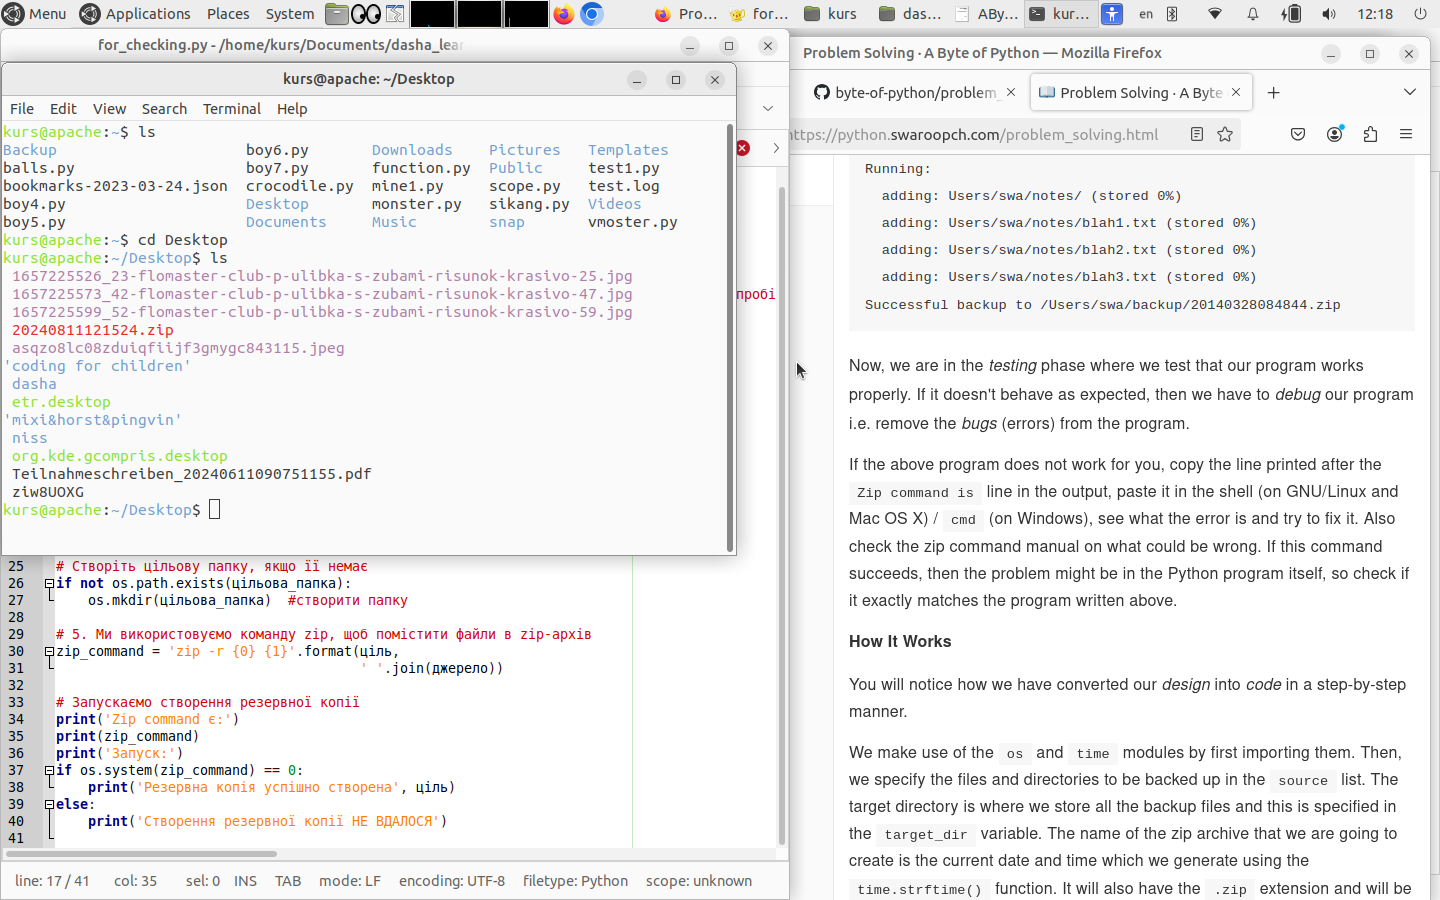 Menu Applications Places System Pro... for... kurs das... ABy... kur... en 12:18
for_checking.py - /home/kurs/Documents/dasha_lear
kurs@apache: ~/Desktop
File Edit View Search Terminal Help
kurs@apache:~$ ls
Backup boy6.py Downloads Pictures Templates
balls.py boy7.py function.py Public test1.py
bookmarks-2023-03-24.json crocodile.py mine1.py scope.py test.log
boy4.py Desktop monster.py sikang.py Videos
boy5.py Documents Music snap vmoster.py
kurs@apache:~$ cd Desktop
kurs@apache:~/Desktop$ ls
1657225526_23-flomaster-club-p-ulibka-s-zubami-risunok-krasivo-25.jpg
1657225573_42-flomaster-club-p-ulibka-s-zubami-risunok-krasivo-47.jpg
1657225599_52-flomaster-club-p-ulibka-s-zubami-risunok-krasivo-59.jpg
20240811121524.zip
asqzo8lc08zduiqfiijf3gmygc843115.jpeg
'coding for children'
dasha
etr.desktop
'mixi&horst&pingvin'
niss
org.kde.gcompris.desktop
Teilnahmeschreiben_20240611090751155.pdf
ziw8UOXG
kurs@apache:~/Desktop$
пробі
25 # Створіть цільову папку, якщо її немає
26 if not os.path.exists(цільова_папка):
27 os.mkdir(цільова_папка) #створити папку
28
29 # 5. Ми використовуємо команду zip, щоб помістити файли в zip-архів
30 zip_command = 'zip -r {0} {1}'.format(ціль,
31 ' '.join(джерело))
32
33 # Запускаємо створення резервної копії
34 print('Zip command є:')
35 print(zip_command)
36 print('Запуск:')
37 if os.system(zip_command) == 0:
38 print('Резервна копія успішно створена', ціль)
39 else:
40 print('Створення резервної копії НЕ ВДАЛОСЯ')
41
line: 17 / 41 col: 35 sel: 0 INS TAB mode: LF encoding: UTF-8 filetype: Python scope: unknown
Problem Solving · A Byte of Python — Mozilla Firefox
byte-of-python/problem_ Problem Solving · A Byte
https://python.swaroopch.com/problem_solving.html
Running:
adding: Users/swa/notes/ (stored 0%)
adding: Users/swa/notes/blah1.txt (stored 0%)
adding: Users/swa/notes/blah2.txt (stored 0%)
adding: Users/swa/notes/blah3.txt (stored 0%)
Successful backup to /Users/swa/backup/20140328084844.zip
Now, we are in the testing phase where we test that our program works
properly. If it doesn't behave as expected, then we have to debug our program
i.e. remove the bugs (errors) from the program.
If the above program does not work for you, copy the line printed after the
Zip command is line in the output, paste it in the shell (on GNU/Linux and
Mac OS X) / cmd (on Windows), see what the error is and try to fix it. Also
check the zip command manual on what could be wrong. If this command
succeeds, then the problem might be in the Python program itself, so check if
it exactly matches the program written above.
How It Works
You will notice how we have converted our design into code in a step-by-step
manner.
We make use of the os and time modules by first importing them. Then,
we specify the files and directories to be backed up in the source list. The
target directory is where we store all the backup files and this is specified in
the target_dir variable. The name of the zip archive that we are going to
create is the current date and time which we generate using the
time.strftime() function. It will also have the .zip extension and will be